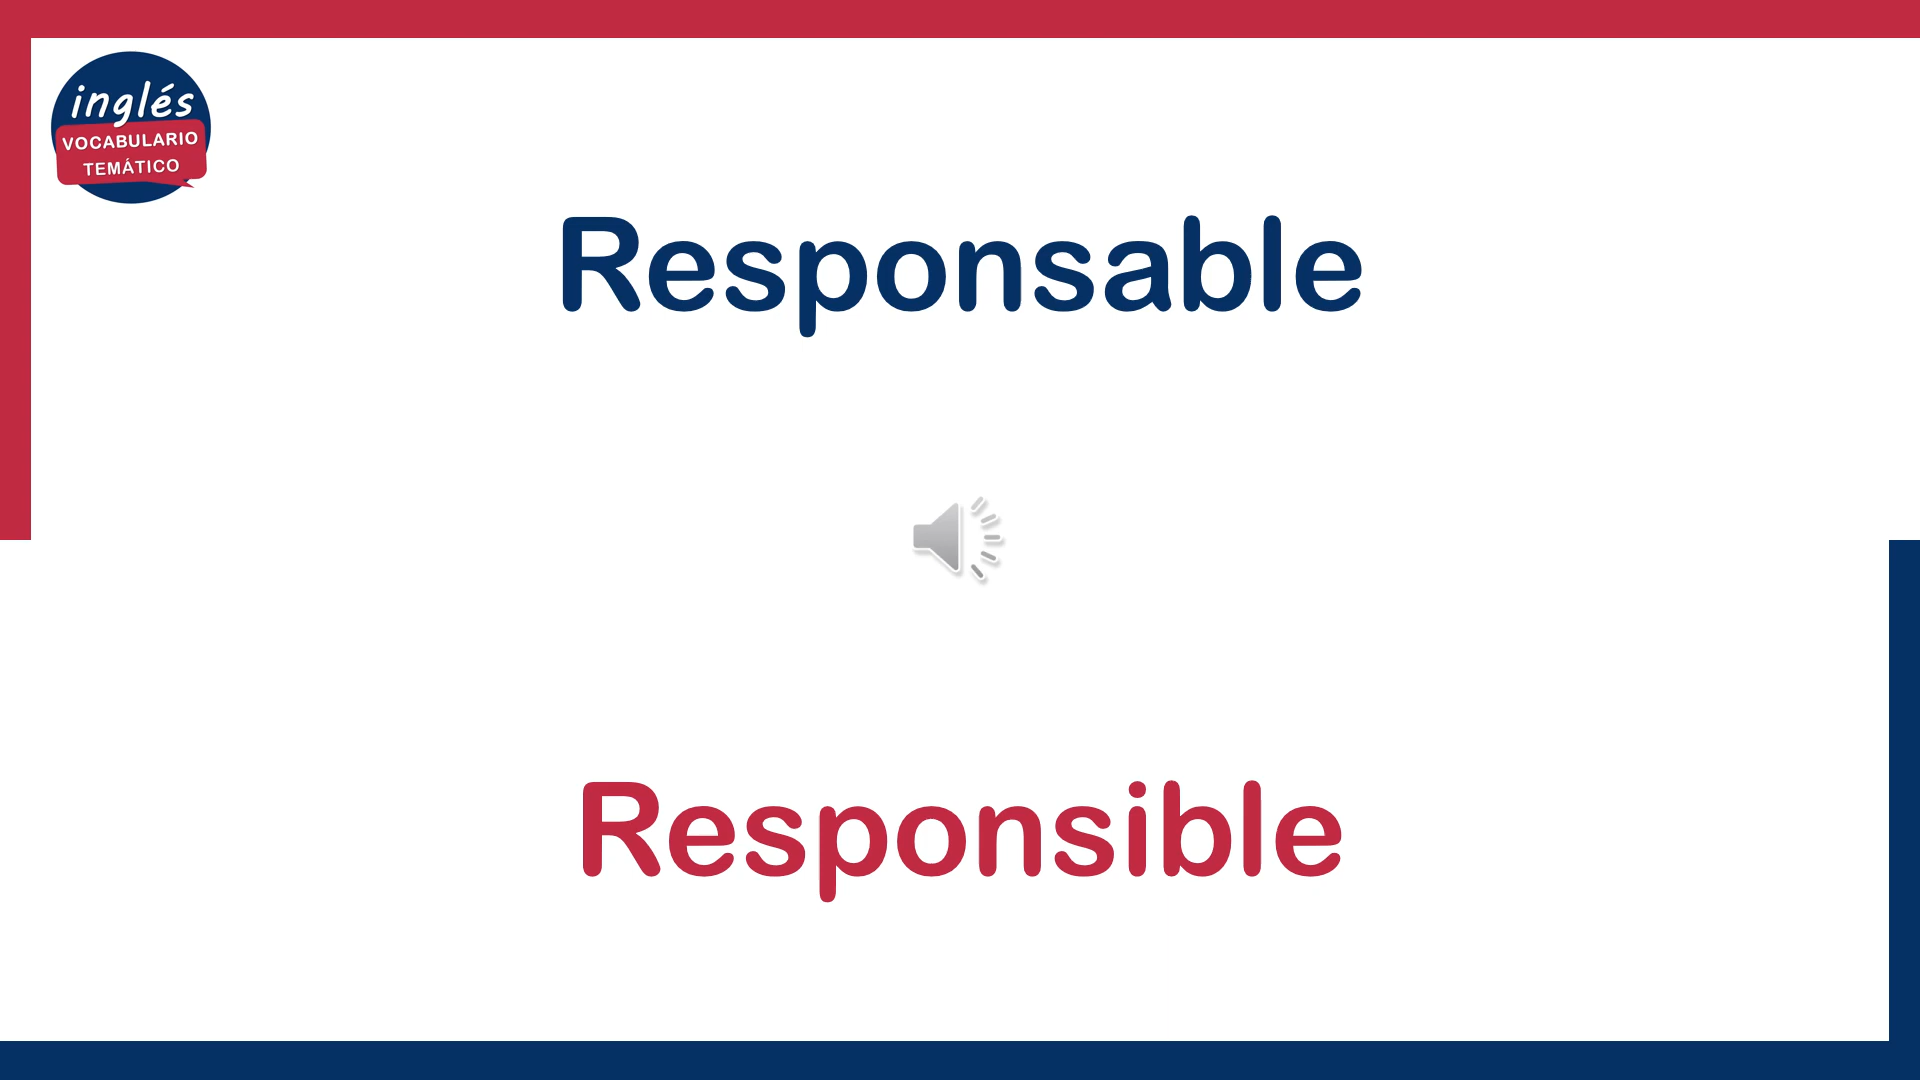 inglés
VOCABULARIO
TEMÁTICO
Responsable
Responsible